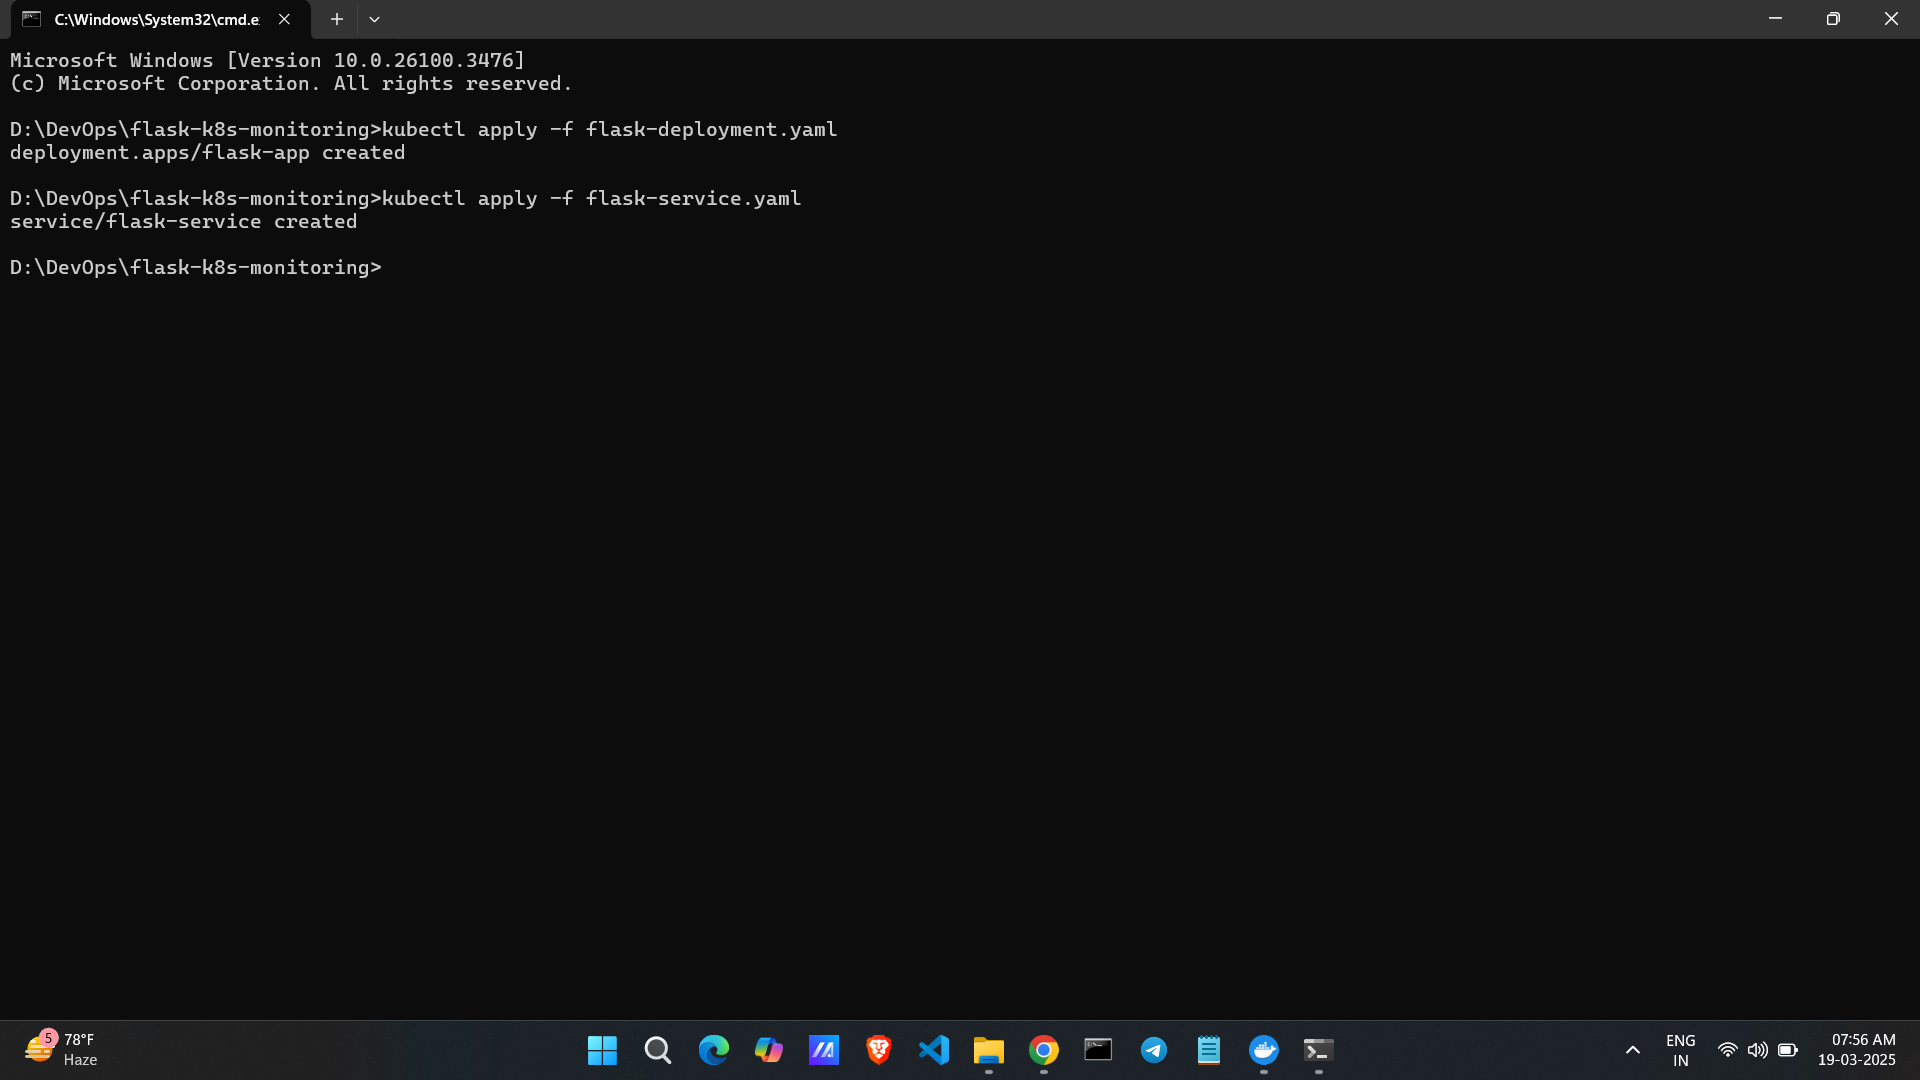 C:\Windows\System32\cmd.e
Microsoft Windows [Version 10.0.26100.3476]
(c) Microsoft Corporation. All rights reserved.
D:\DevOps\flask-k8s-monitoring>kubectl apply -f flask-deployment.yaml
deployment.apps/flask-app created
D:\DevOps\flask-k8s-monitoring>kubectl apply -f flask-service.yaml
service/flask-service created
D:\DevOps\flask-k8s-monitoring>
5
78°F
Haze
ENG
IN
07:56 AM
19-03-2025